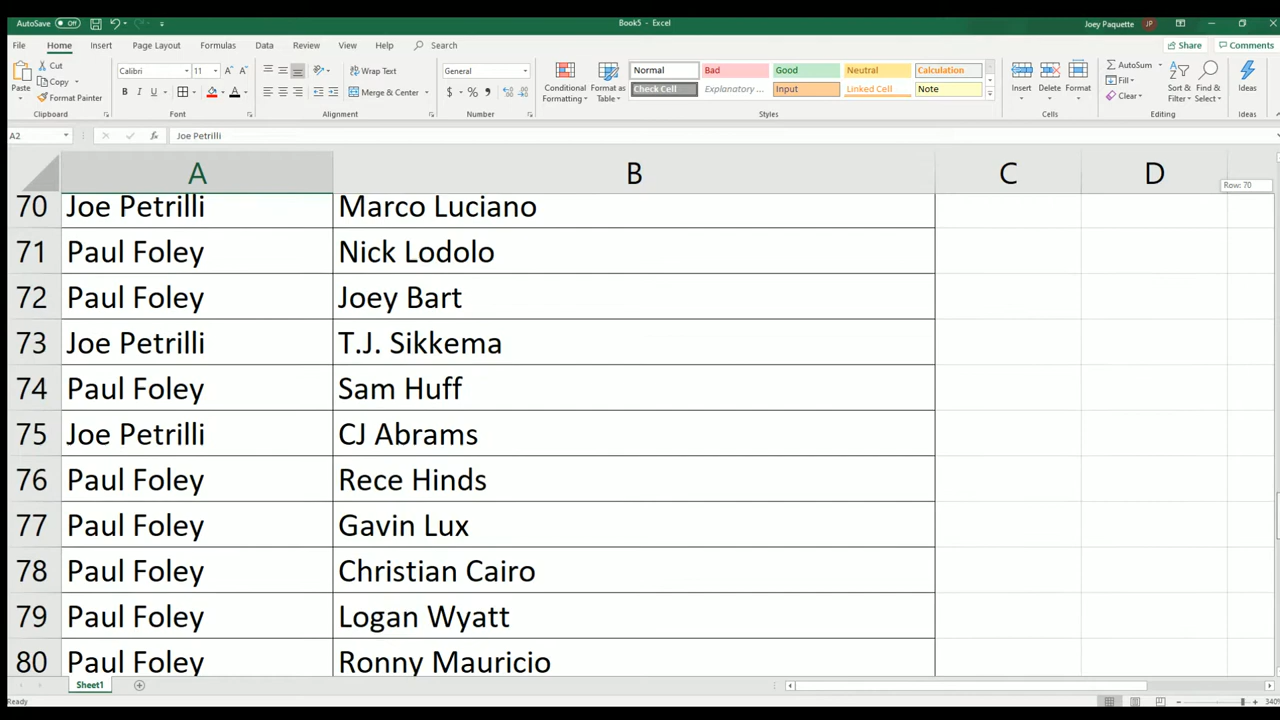 AutoSave Off Book5 - Excel Joey Paquette JP
File Home Insert Page Layout Formulas Data Review View Help Search Share Comments
Paste Cut Copy Format Painter Clipboard
Calibri 11 B I U A Font
Wrap Text Merge & Center Alignment
General $ % Number
Conditional Formatting Format as Table
Normal Bad Good Neutral Calculation
Check Cell Explanatory ... Input Linked Cell Note
Styles
Insert Delete Format Cells
AutoSum Fill Clear Sort & Filter Find & Select Editing
Ideas Ideas
A2 fx Joe Petrilli
A B C D
Row: 70
70 Joe Petrilli Marco Luciano
71 Paul Foley Nick Lodolo
72 Paul Foley Joey Bart
73 Joe Petrilli T.J. Sikkema
74 Paul Foley Sam Huff
75 Joe Petrilli CJ Abrams
76 Paul Foley Rece Hinds
77 Paul Foley Gavin Lux
78 Paul Foley Christian Cairo
79 Paul Foley Logan Wyatt
80 Paul Foley Ronny Mauricio
Sheet1
Ready 340%